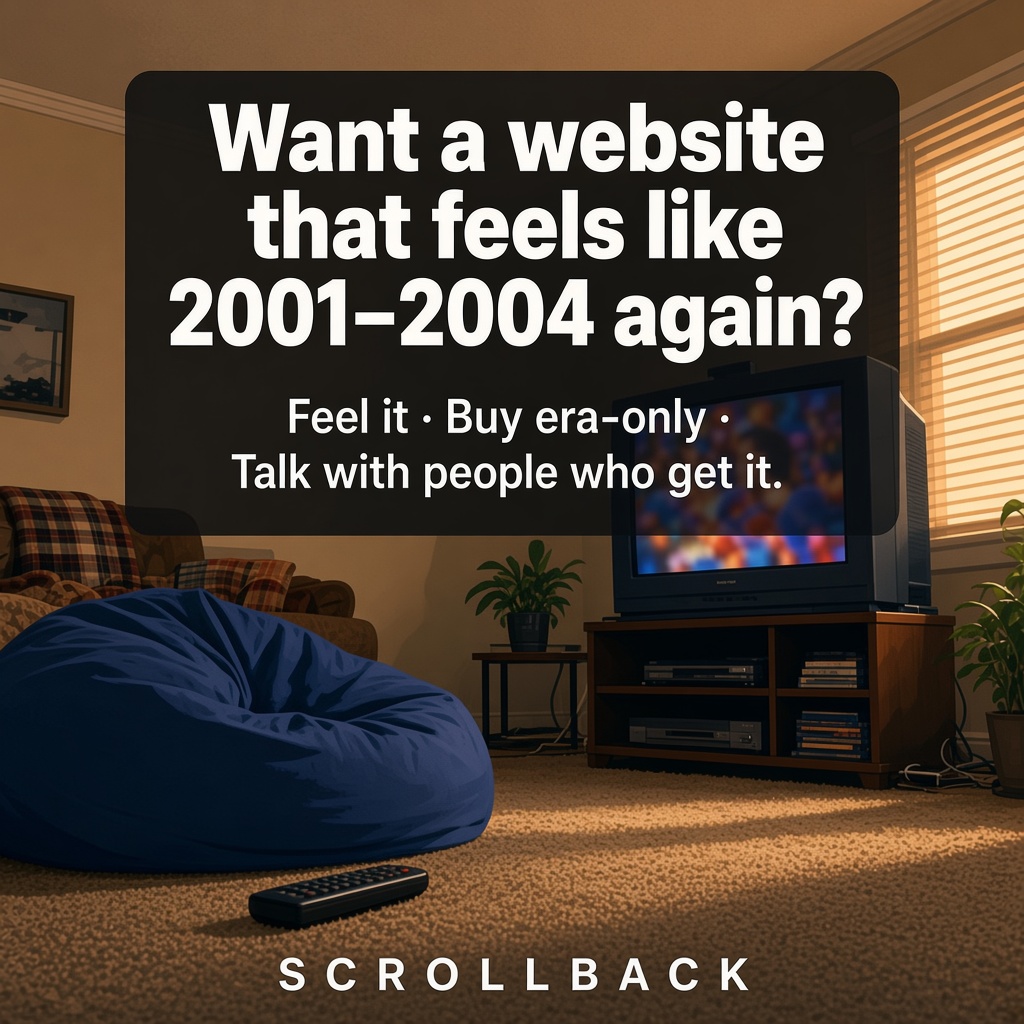 Want a website
that feels like
2001–2004 again?
Feel it · Buy era-only ·
Talk with people who get it.
SCROLLBACK